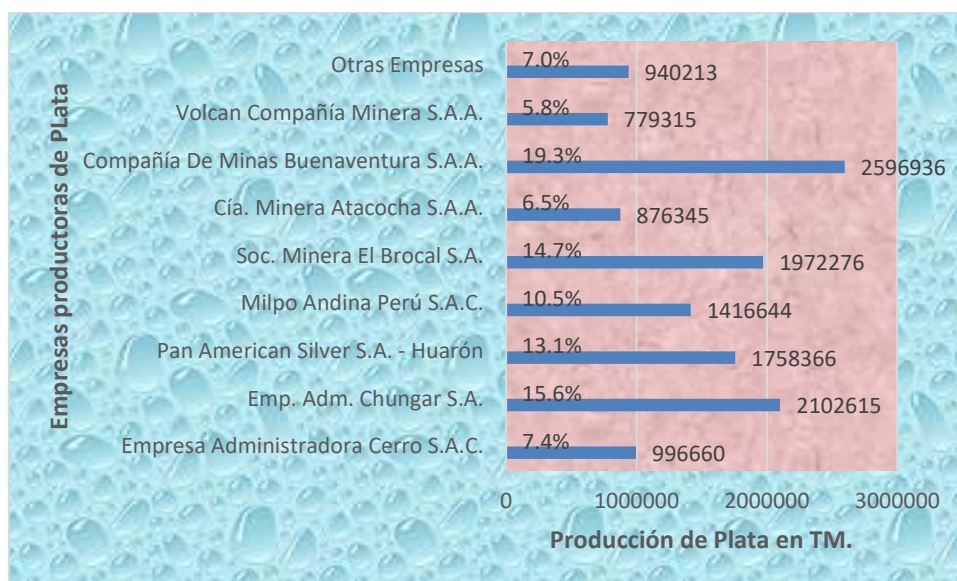 Empresas productoras de PLata
Otras Empresas 7.0% 940213
Volcan Compañía Minera S.A.A. 5.8% 779315
Compañía De Minas Buenaventura S.A.A. 19.3% 2596936
Cía. Minera Atacocha S.A.A. 6.5% 876345
Soc. Minera El Brocal S.A. 14.7% 1972276
Milpo Andina Perú S.A.C. 10.5% 1416644
Pan American Silver S.A. - Huarón 13.1% 1758366
Emp. Adm. Chungar S.A. 15.6% 2102615
Empresa Administradora Cerro S.A.C. 7.4% 996660
0 1000000 2000000 3000000
Producción de Plata en TM.